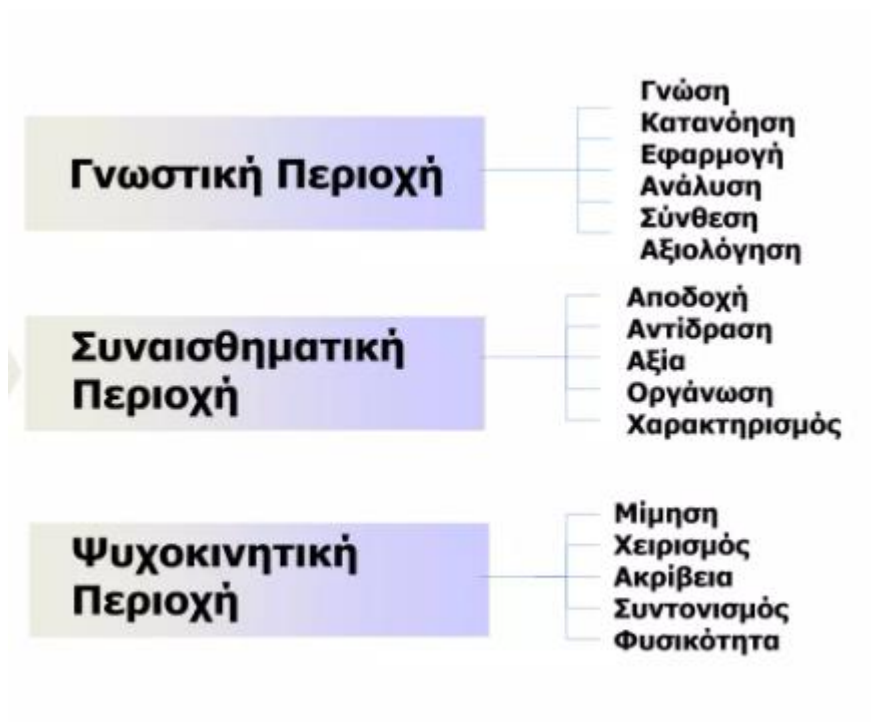 Γνωστική Περιοχή
Γνώση
Κατανόηση
Εφαρμογή
Ανάλυση
Σύνθεση
Αξιολόγηση
Συναισθηματική
Περιοχή
Αποδοχή
Αντίδραση
Αξία
Οργάνωση
Χαρακτηρισμός
Ψυχοκινητική
Περιοχή
Μίμηση
Χειρισμός
Ακρίβεια
Συντονισμός
Φυσικότητα